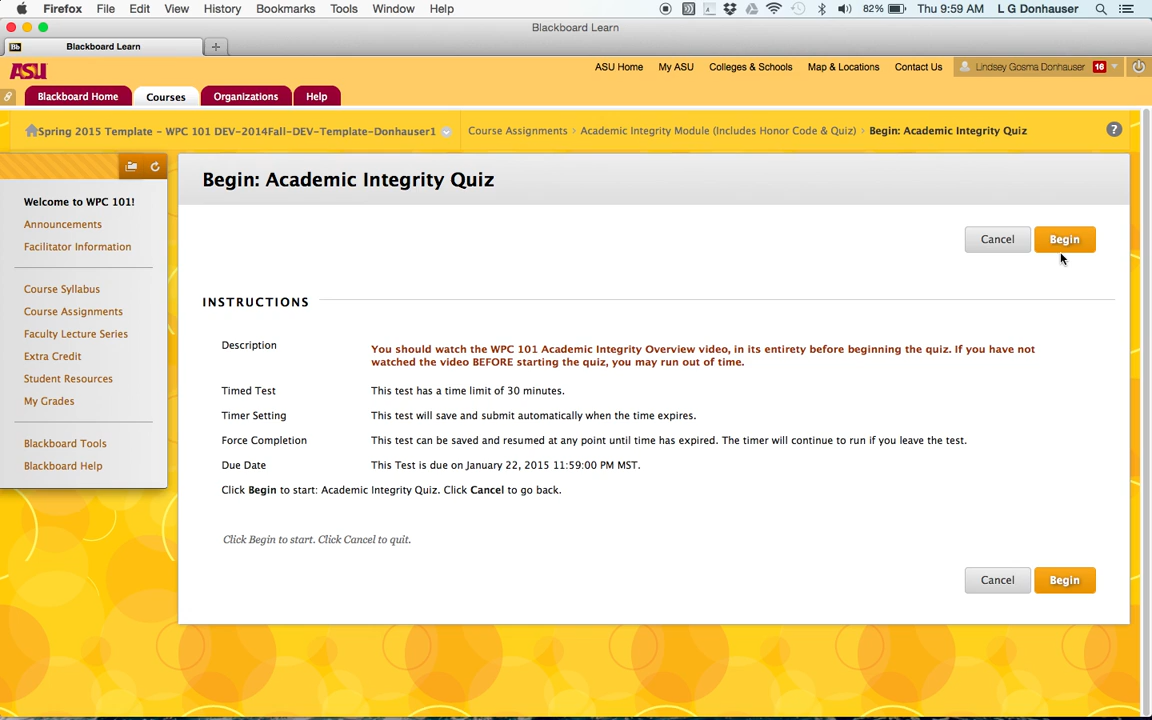 Firefox File Edit View History Bookmarks Tools Window Help 82% Thu 9:59 AM L G Donhauser
Blackboard Learn
Bb Blackboard Learn +
ASU ASU Home My ASU Colleges & Schools Map & Locations Contact Us Lindsey Gosma Donhauser 16
Blackboard Home Courses Organizations Help
Spring 2015 Template - WPC 101 DEV-2014Fall-DEV-Template-Donhauser1 Course Assignments > Academic Integrity Module (Includes Honor Code & Quiz) > Begin: Academic Integrity Quiz ?
Welcome to WPC 101!
Announcements
Facilitator Information
Course Syllabus
Course Assignments
Faculty Lecture Series
Extra Credit
Student Resources
My Grades
Blackboard Tools
Blackboard Help
Begin: Academic Integrity Quiz
Cancel Begin
INSTRUCTIONS
Description You should watch the WPC 101 Academic Integrity Overview video, in its entirety before beginning the quiz. If you have not
watched the video BEFORE starting the quiz, you may run out of time.
Timed Test This test has a time limit of 30 minutes.
Timer Setting This test will save and submit automatically when the time expires.
Force Completion This test can be saved and resumed at any point until time has expired. The timer will continue to run if you leave the test.
Due Date This Test is due on January 22, 2015 11:59:00 PM MST.
Click Begin to start: Academic Integrity Quiz. Click Cancel to go back.
Click Begin to start. Click Cancel to quit.
Cancel Begin